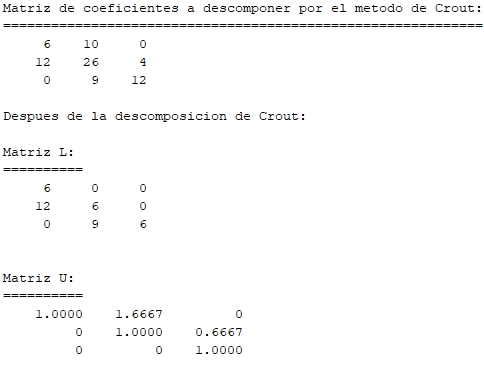 Matriz de coeficientes a descomponer por el metodo de Crout:
============================================================
6 10 0
12 26 4
0 9 12
Despues de la descomposicion de Crout:
Matriz L:
==========
6 0 0
12 6 0
0 9 6
Matriz U:
==========
1.0000 1.6667 0
0 1.0000 0.6667
0 0 1.0000